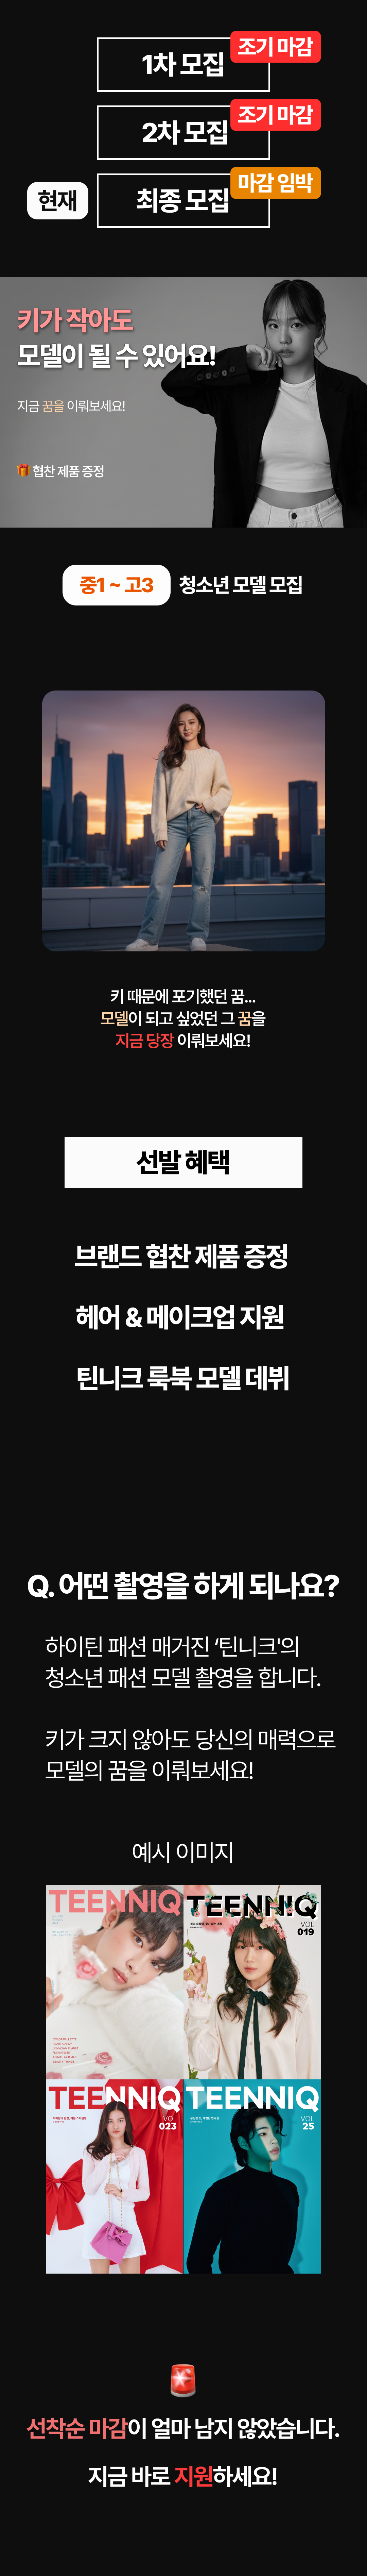 1차 모집
조기 마감
2차 모집
조기 마감
현재
최종 모집
마감 임박
키가 작아도
모델이 될 수 있어요!
지금 꿈을 이뤄보세요!
협찬 제품 증정
중1 ~ 고3
청소년 모델 모집
키 때문에 포기했던 꿈...
모델이 되고 싶었던 그 꿈을
지금 당장 이뤄보세요!
선발 혜택
브랜드 협찬 제품 증정
헤어 & 메이크업 지원
틴니크 룩북 모델 데뷔
Q. 어떤 촬영을 하게 되나요?
하이틴 패션 매거진 ‘틴니크'의
청소년 패션 모델 촬영을 합니다.
키가 크지 않아도 당신의 매력으로
모델의 꿈을 이뤄보세요!
예시 이미지
TEENNIQ
TEENNIQ
VOL
019
TEENNIQ
VOL
023
TEENNIQ
VOL
25
선착순 마감이 얼마 남지 않았습니다.
지금 바로 지원하세요!